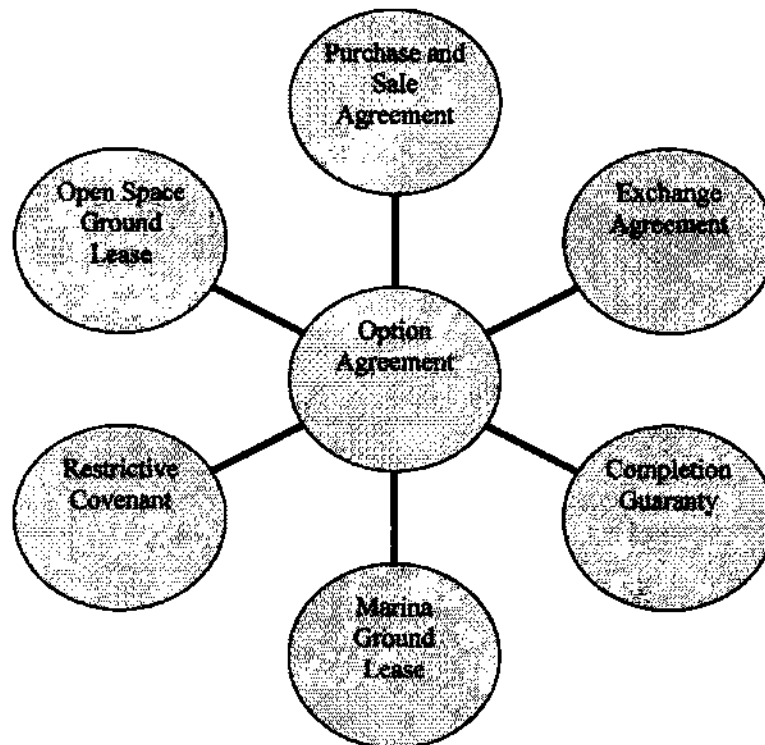 Purchase and
Sale
Agreement
Open Space
Ground
Lease
Exchange
Agreement
Option
Agreement
Restrictive
Covenant
Completion
Guaranty
Marina
Ground
Lease